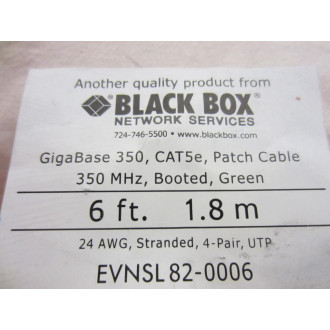 Another quality product from
BLACK BOX®
NETWORK SERVICES
724-746-5500 • www.blackbox.com
GigaBase 350, CAT5e, Patch Cable
350 MHz, Booted, Green
6 ft. 1.8 m
24 AWG, Stranded, 4-Pair, UTP
EVNSL82-0006